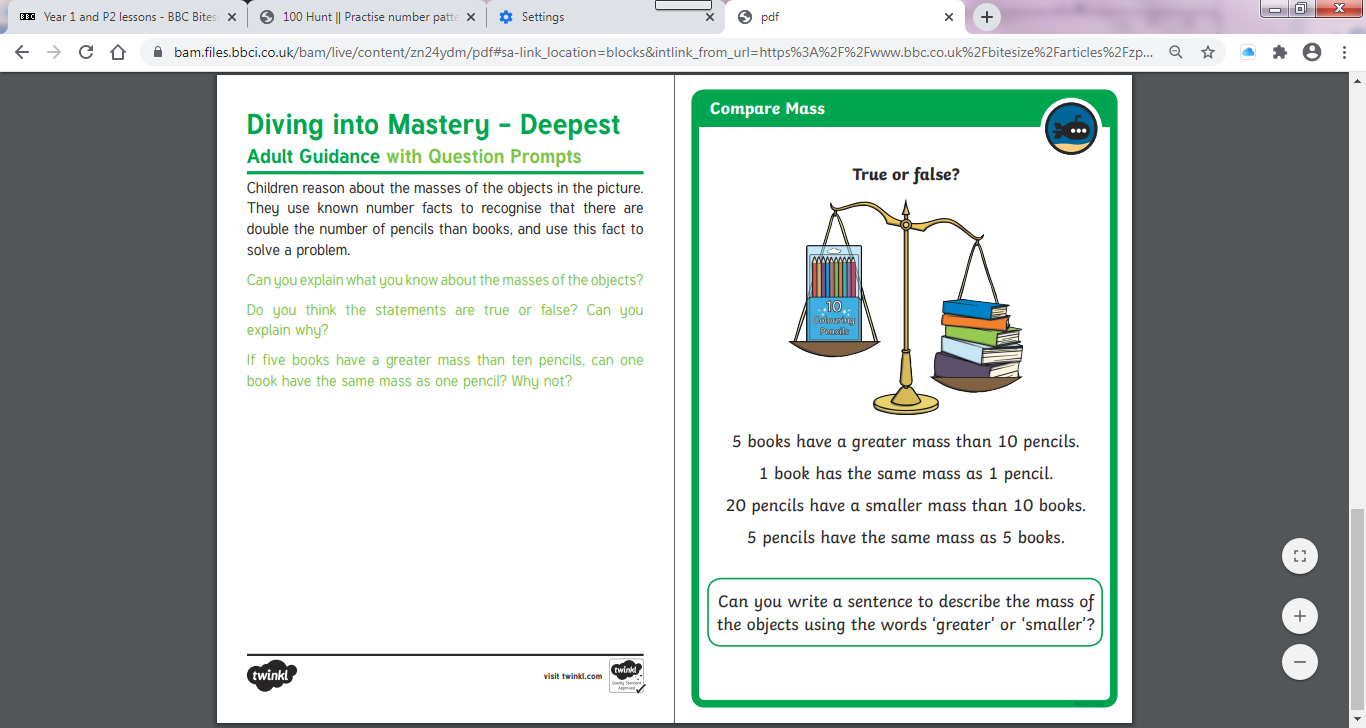 Year 1 and P2 lessons - BBC Bites
100 Hunt || Practise number patte
Settings
pdf
bam.files.bbci.co.uk/bam/live/content/zn24ydm/pdf#sa-link_location=blocks&intlink_from_url=https%3A%2F%2Fwww.bbc.co.uk%2Fbitesize%2Farticles%2Fzp...
Diving into Mastery – Deepest
Adult Guidance with Question Prompts
Children reason about the masses of the objects in the picture.
They use known number facts to recognise that there are
double the number of pencils than books, and use this fact to
solve a problem.
Can you explain what you know about the masses of the objects?
Do you think the statements are true or false? Can you
explain why?
If five books have a greater mass than ten pencils, can one
book have the same mass as one pencil? Why not?
twinkl
visit twinkl.com
twinkl
Quality Standard
Approved
Compare Mass
True or false?
10
Colouring
Pencils
5 books have a greater mass than 10 pencils.
1 book has the same mass as 1 pencil.
20 pencils have a smaller mass than 10 books.
5 pencils have the same mass as 5 books.
Can you write a sentence to describe the mass of
the objects using the words ‘greater’ or ‘smaller’?